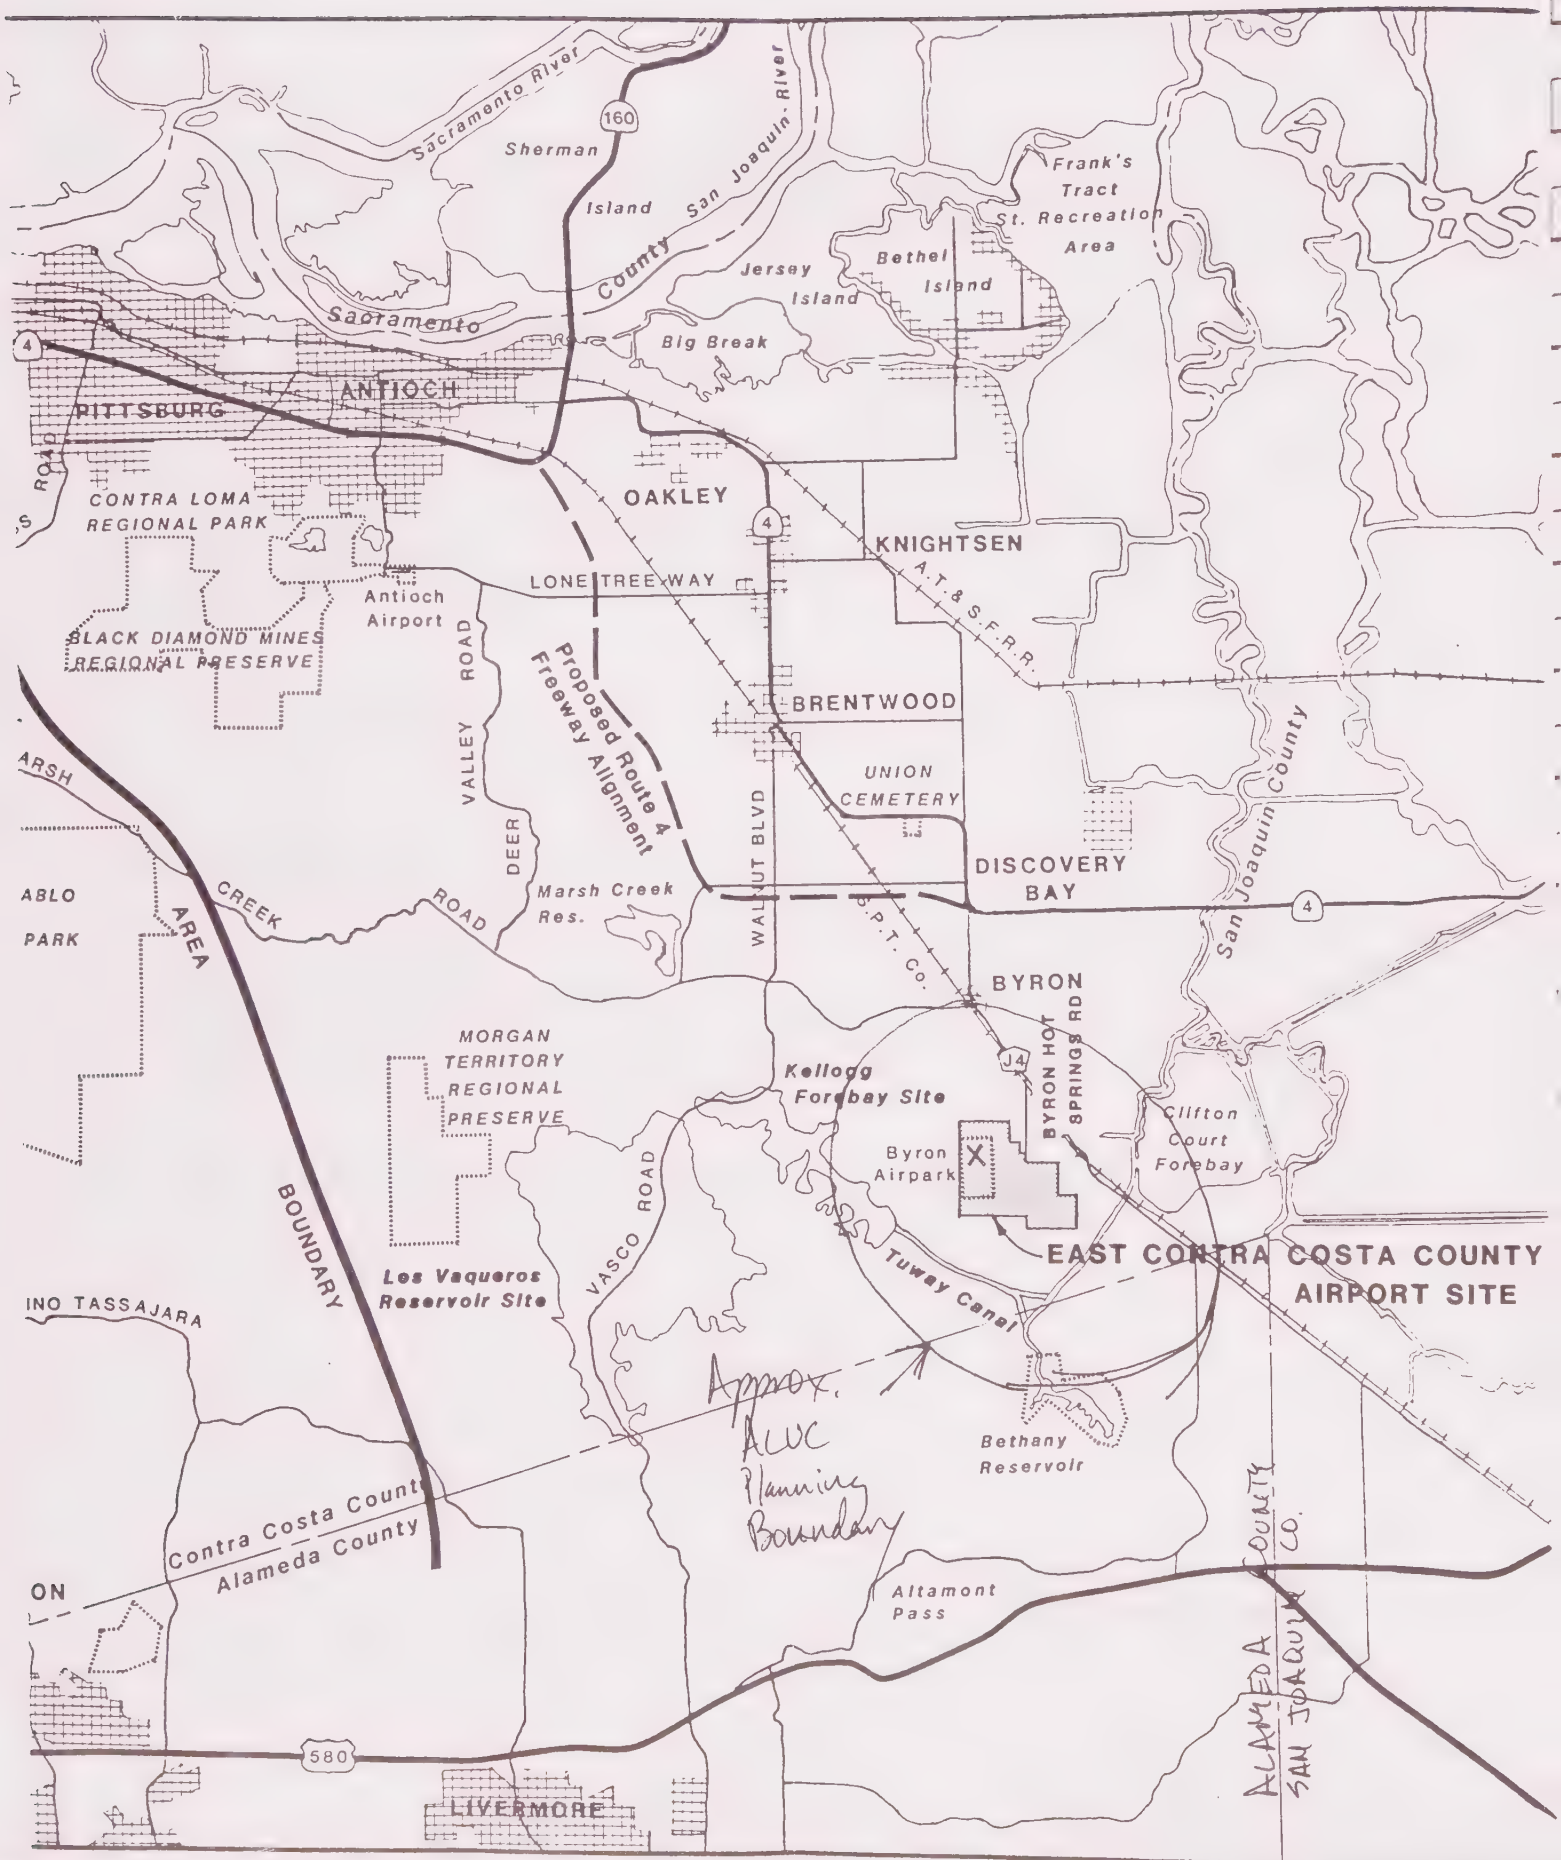 Sacramento River
160
Sherman
Island
San Joaquin River
County
Sacramento
Frank's
Tract
St. Recreation
Area
Bethel
Island
Jersey
Island
Big Break
4
PITTSBURG
ANTIOCH
ROAD
OAKLEY
4
CONTRA LOMA
REGIONAL PARK
KNIGHTSEN
A.T. & S.F. R.R.
LONE TREE WAY
Antioch
Airport
BLACK DIAMOND MINES
REGIONAL PRESERVE
DEER VALLEY ROAD
Proposed Route 4
Freeway Alignment
BRENTWOOD
UNION
CEMETERY
WALNUT BLVD
San Joaquin County
ARSH
CREEK
ROAD
ABLO
PARK
AREA
BOUNDARY
Marsh Creek
Res.
DISCOVERY
BAY
4
S.P.T. Co.
BYRON
J4
BYRON HOT
SPRINGS RD
MORGAN
TERRITORY
REGIONAL
PRESERVE
Kellogg
Forebay Site
Clifton
Court
Forebay
Byron
Airpark
X
VASCO ROAD
Los Vaqueros
Reservoir Site
Tuway Canal
EAST CONTRA COSTA COUNTY
AIRPORT SITE
INO TASSAJARA
Approx.
ALUC
Planning
Boundary
Bethany
Reservoir
Contra Costa County
Alameda County
ON
Altamont
Pass
ALAMEDA COUNTY
SAN JOAQUIN CO.
580
LIVERMORE